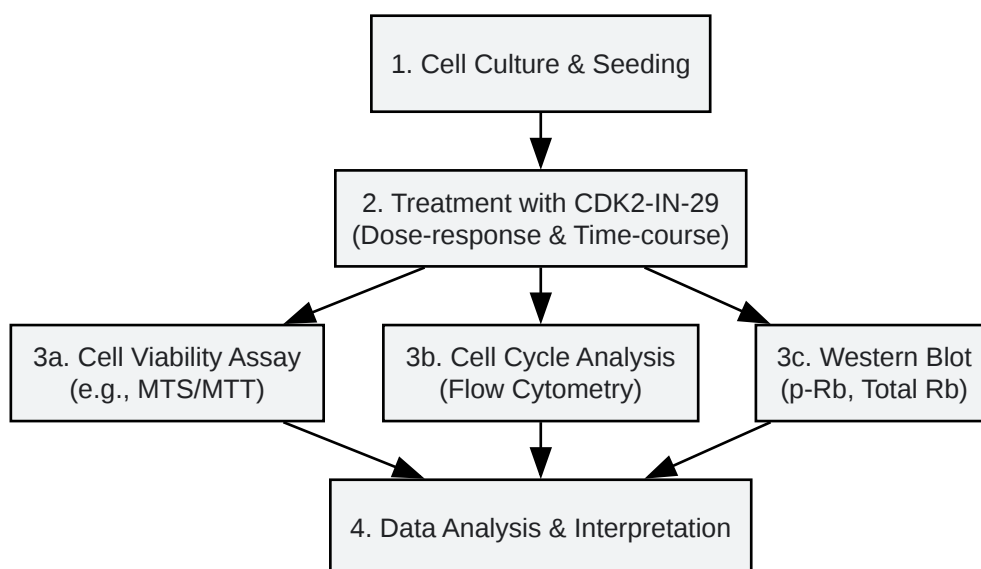 1. Cell Culture & Seeding
2. Treatment with CDK2-IN-29
(Dose-response & Time-course)
3a. Cell Viability Assay
(e.g., MTS/MTT)
3b. Cell Cycle Analysis
(Flow Cytometry)
3c. Western Blot
(p-Rb, Total Rb)
4. Data Analysis & Interpretation